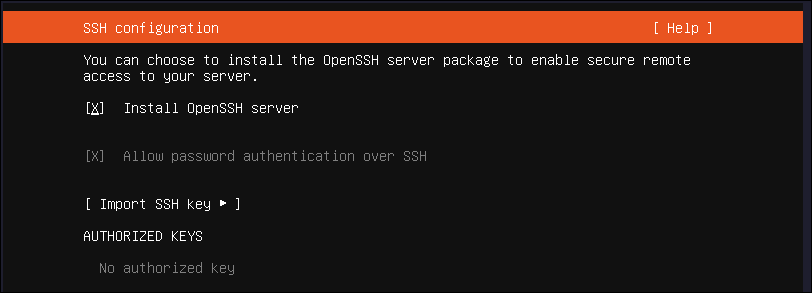 SSH configuration [ Help ]
You can choose to install the OpenSSH server package to enable secure remote
access to your server.
[X] Install OpenSSH server
[X] Allow password authentication over SSH
[ Import SSH key ▸ ]
AUTHORIZED KEYS
No authorized key